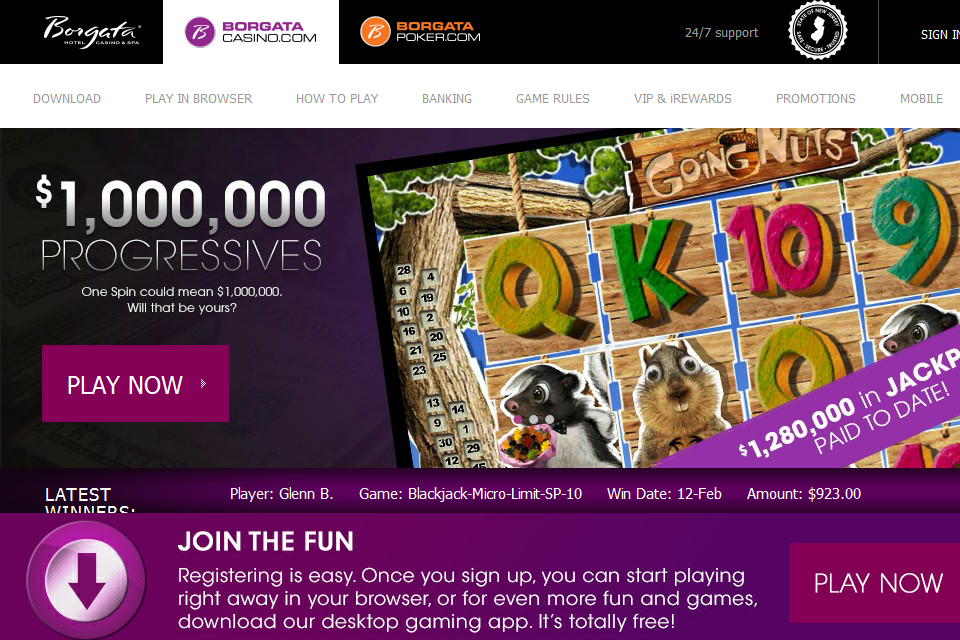 Borgata
HOTEL CASINO & SPA
B
BORGATA
CASINO.COM
B
BORGATA
POKER.COM
24/7 support
STATE OF NEW JERSEY
SAFE • SECURE • TRUSTED
SIGN IN
DOWNLOAD
PLAY IN BROWSER
HOW TO PLAY
BANKING
GAME RULES
VIP & iREWARDS
PROMOTIONS
MOBILE
$1,000,000
PROGRESSIVES
One Spin could mean $1,000,000.
Will that be yours?
PLAY NOW
GOING NUTS
Q K 10 9
Q
10
28 4
6 19
10 2
16 20
21 25
23
13 14
9 1
30 29
12
$1,280,000 in JACKP
PAID TO DATE!
LATEST
WINNERS:
Player: Glenn B. Game: Blackjack-Micro-Limit-SP-10 Win Date: 12-Feb Amount: $923.00
JOIN THE FUN
Registering is easy. Once you sign up, you can start playing
right away in your browser, or for even more fun and games,
download our desktop gaming app. It's totally free!
PLAY NOW